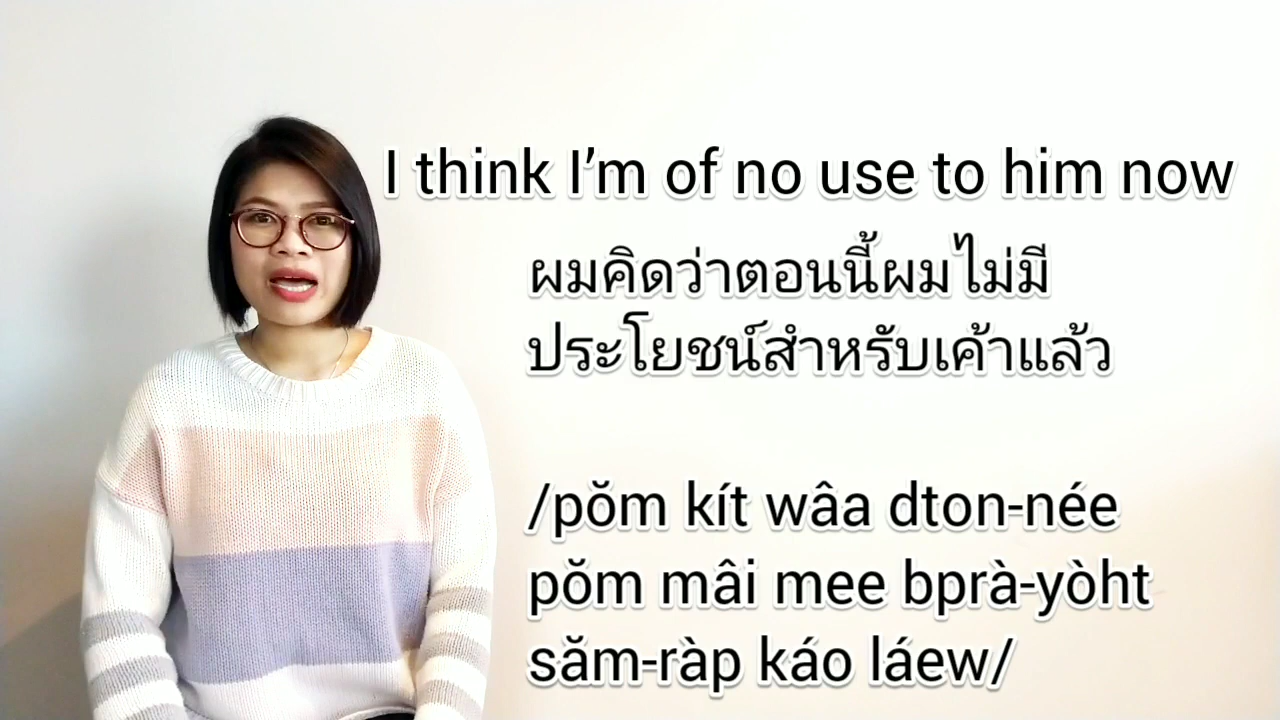 I think I’m of no use to him now
ผมคิดว่าตอนนี้ผมไม่มี
ประโยชน์สำหรับเค้าแล้ว
/pŏm kít wâa dton-née
pŏm mâi mee bprà-yòht
săm-ràp káo láew/